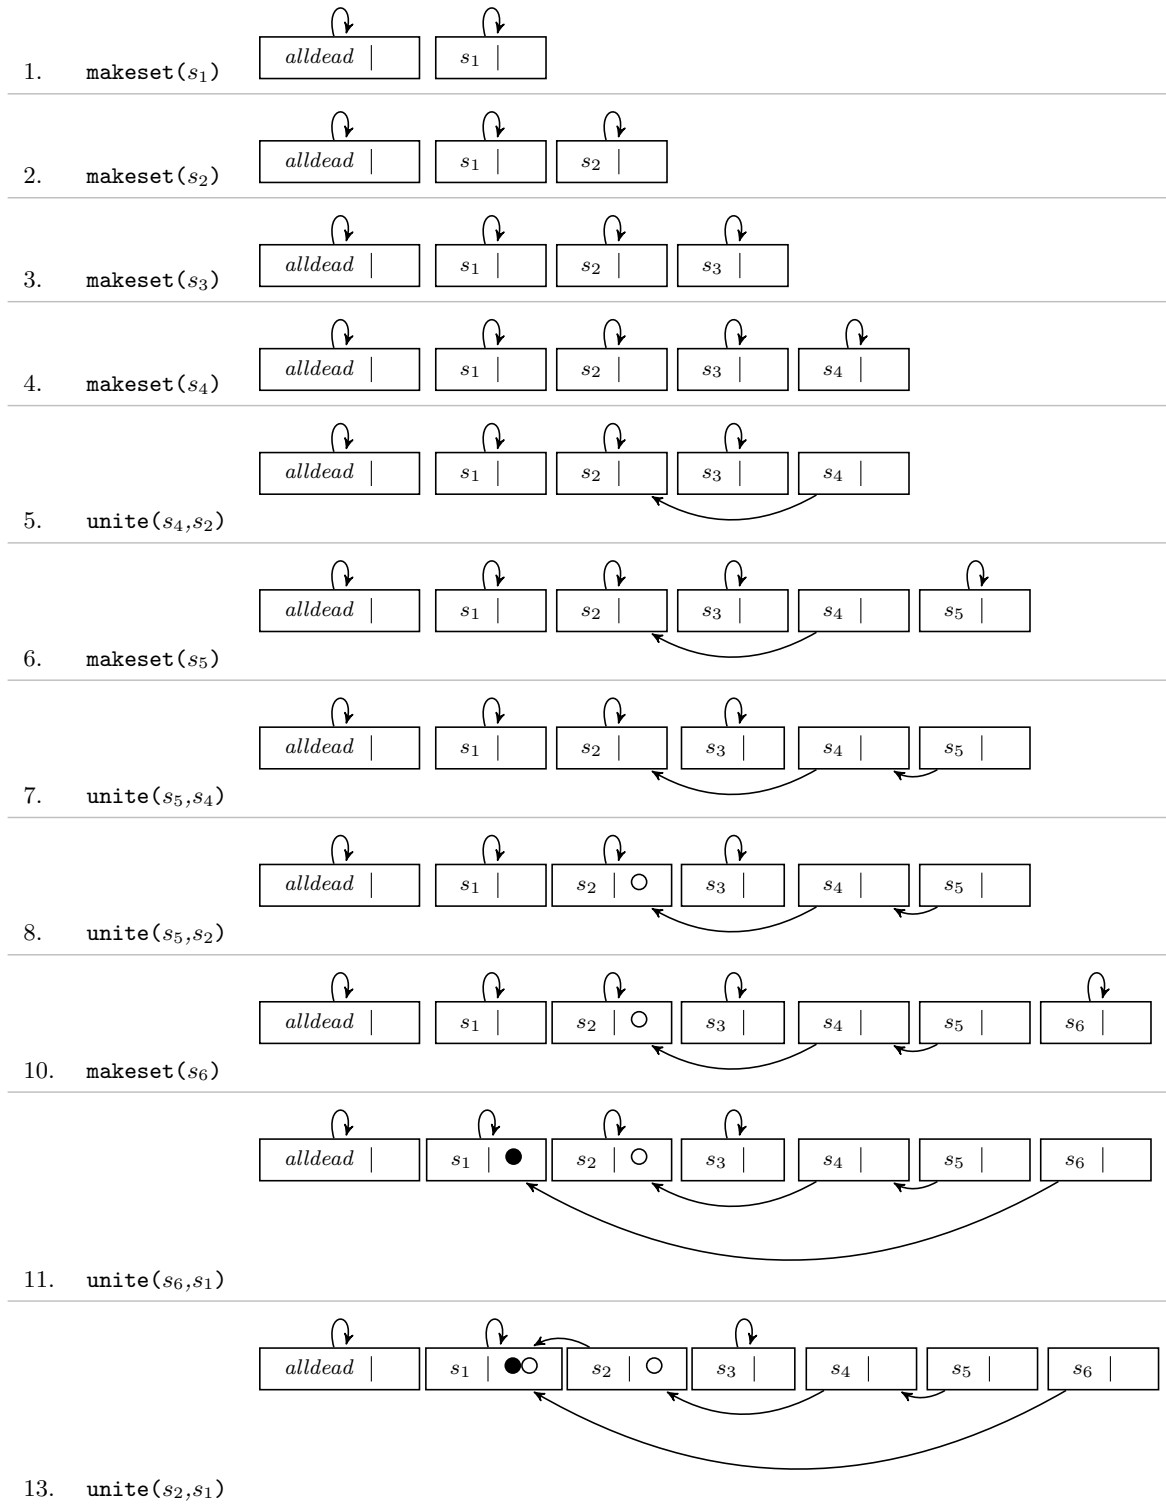 alldead | s₁ |
1. makeset(s₁)
alldead | s₁ | s₂ |
2. makeset(s₂)
alldead | s₁ | s₂ | s₃ |
3. makeset(s₃)
alldead | s₁ | s₂ | s₃ | s₄ |
4. makeset(s₄)
alldead | s₁ | s₂ | s₃ | s₄ |
5. unite(s₄,s₂)
alldead | s₁ | s₂ | s₃ | s₄ | s₅ |
6. makeset(s₅)
alldead | s₁ | s₂ | s₃ | s₄ | s₅ |
7. unite(s₅,s₄)
alldead | s₁ | s₂ | s₃ | s₄ | s₅ |
8. unite(s₅,s₂)
alldead | s₁ | s₂ | s₃ | s₄ | s₅ | s₆ |
10. makeset(s₆)
alldead | s₁ | s₂ | s₃ | s₄ | s₅ | s₆ |
11. unite(s₆,s₁)
alldead | s₁ | s₂ | s₃ | s₄ | s₅ | s₆ |
13. unite(s₂,s₁)